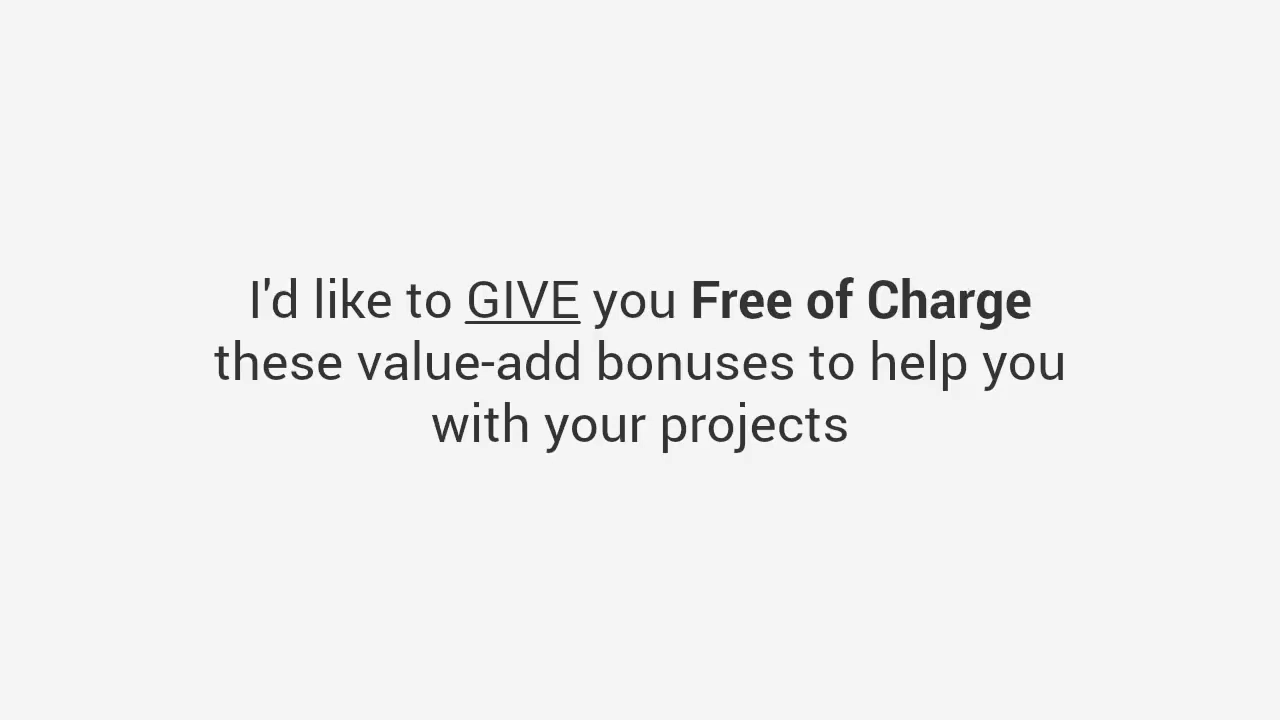 I'd like to GIVE you Free of Charge
these value-add bonuses to help you
with your projects